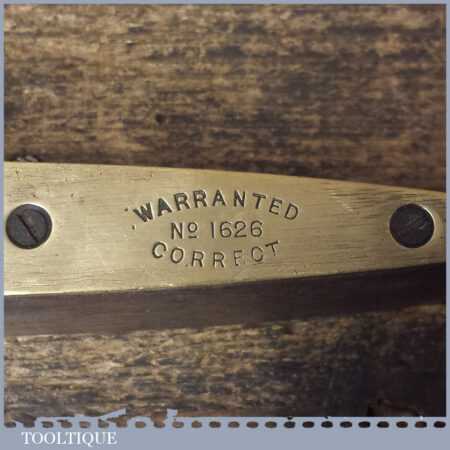 WARRANTED
Nº 1626
CORRECT
TOOLTIQUE